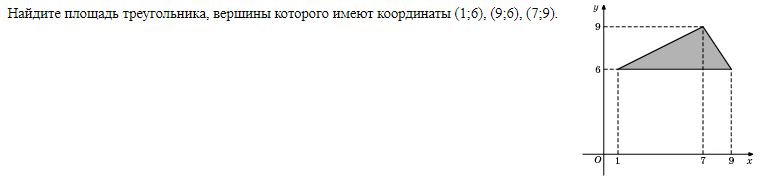 Найдите площадь треугольника, вершины которого имеют координаты (1;6), (9;6), (7;9).
y
9
6
O 1 7 9 x